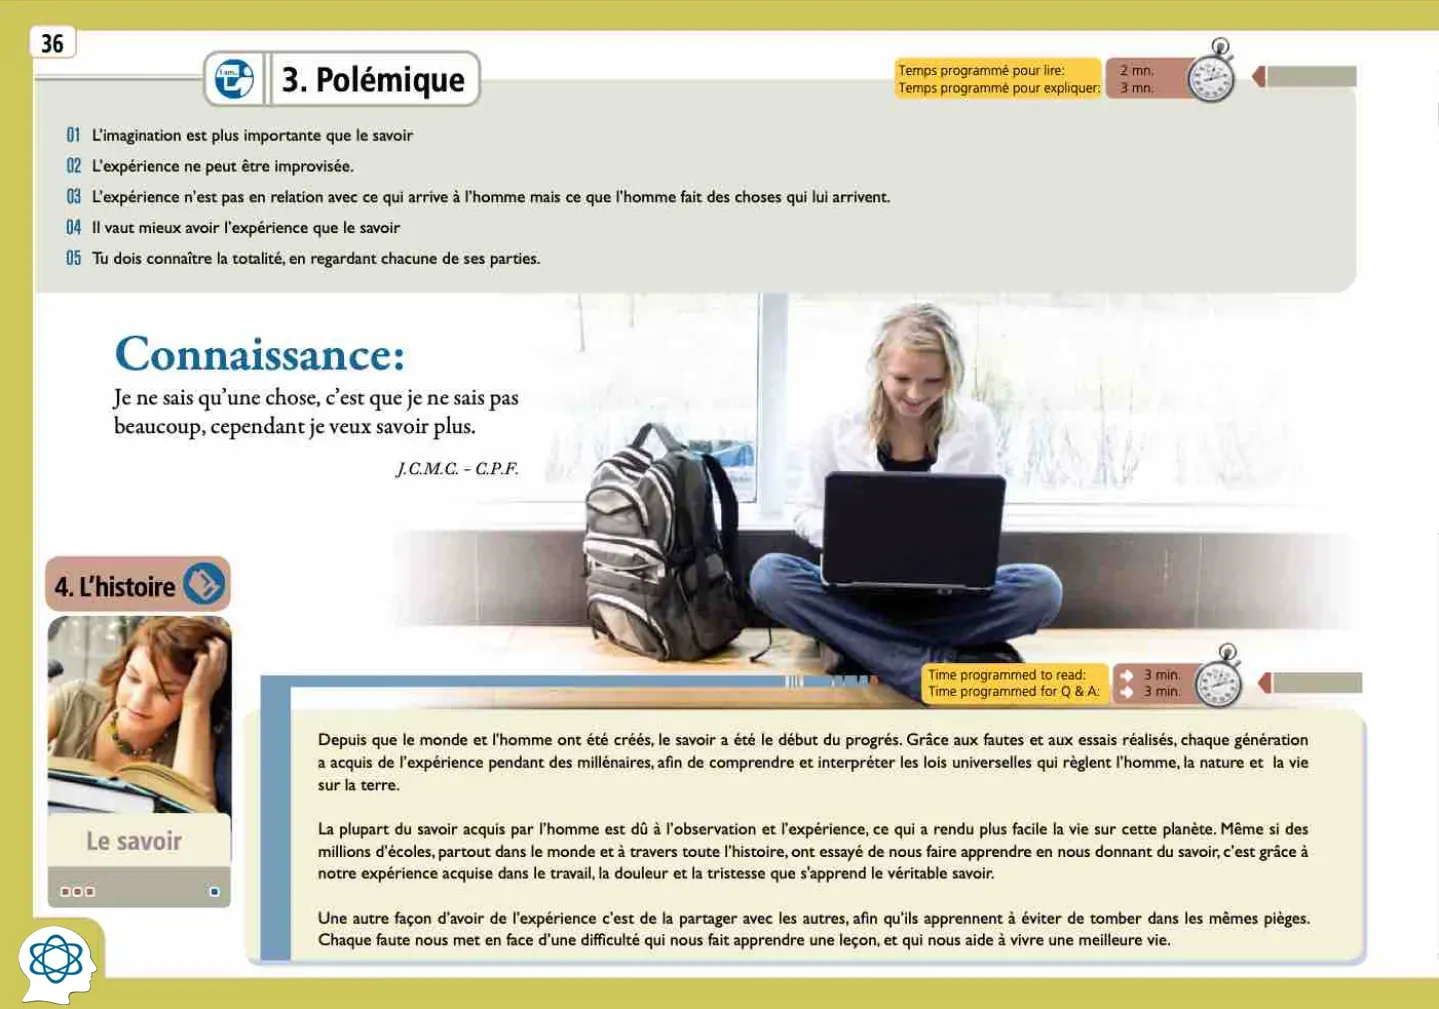 36
3. Polémique
Temps programmé pour lire: 2 mn.
Temps programmé pour expliquer: 3 mn.
01 L'imagination est plus importante que le savoir
02 L'expérience ne peut être improvisée.
03 L'expérience n'est pas en relation avec ce qui arrive à l'homme mais ce que l'homme fait des choses qui lui arrivent.
04 Il vaut mieux avoir l'expérience que le savoir
05 Tu dois connaître la totalité, en regardant chacune de ses parties.
Connaissance:
Je ne sais qu'une chose, c'est que je ne sais pas
beaucoup, cependant je veux savoir plus.
J.C.M.C. - C.P.F.
4. L'histoire
Le savoir
Time programmed to read: 3 min.
Time programmed for Q & A: 3 min.
Depuis que le monde et l'homme ont été créés, le savoir a été le début du progrés. Grâce aux fautes et aux essais réalisés, chaque génération
a acquis de l'expérience pendant des millénaires, afin de comprendre et interpréter les lois universelles qui règlent l'homme, la nature et la vie
sur la terre.
La plupart du savoir acquis par l'homme est dû à l'observation et l'expérience, ce qui a rendu plus facile la vie sur cette planète. Même si des
millions d'écoles, partout dans le monde et à travers toute l'histoire, ont essayé de nous faire apprendre en nous donnant du savoir, c'est grâce à
notre expérience acquise dans le travail, la douleur et la tristesse que s'apprend le véritable savoir.
Une autre façon d'avoir de l'expérience c'est de la partager avec les autres, afin qu'ils apprennent à éviter de tomber dans les mêmes pièges.
Chaque faute nous met en face d'une difficulté qui nous fait apprendre une leçon, et qui nous aide à vivre une meilleure vie.